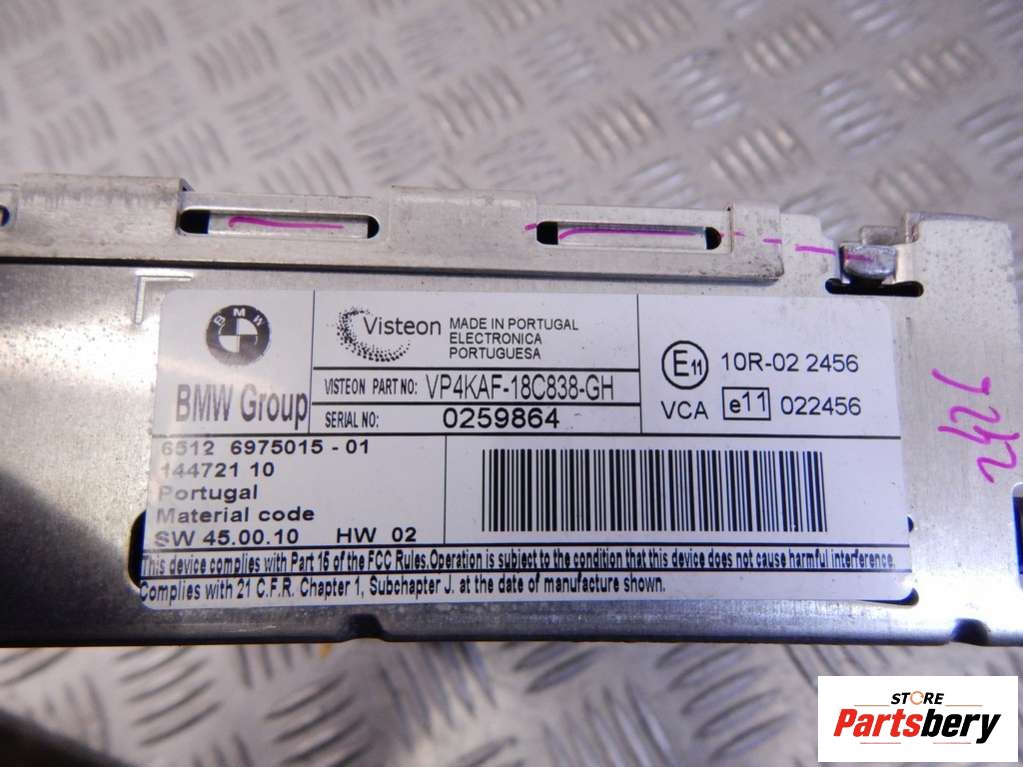 BMW
BMW Group
Visteon MADE IN PORTUGAL
ELECTRONICA
PORTUGUESA
VISTEON PART NO: VP4KAF-18C838-GH
SERIAL NO: 0259864
E11 10R-02 2456
VCA e11 022456
6512 6975015 - 01
144721 10
Portugal
Material code
SW 45.00.10 HW 02
This device complies with Part 15 of the FCC Rules.Operation is subject to the condition that this device does not cause harmful interference.
Complies with 21 C.F.R. Chapter 1, Subchapter J. at the date of manufacture shown.
STORE
Partsbery